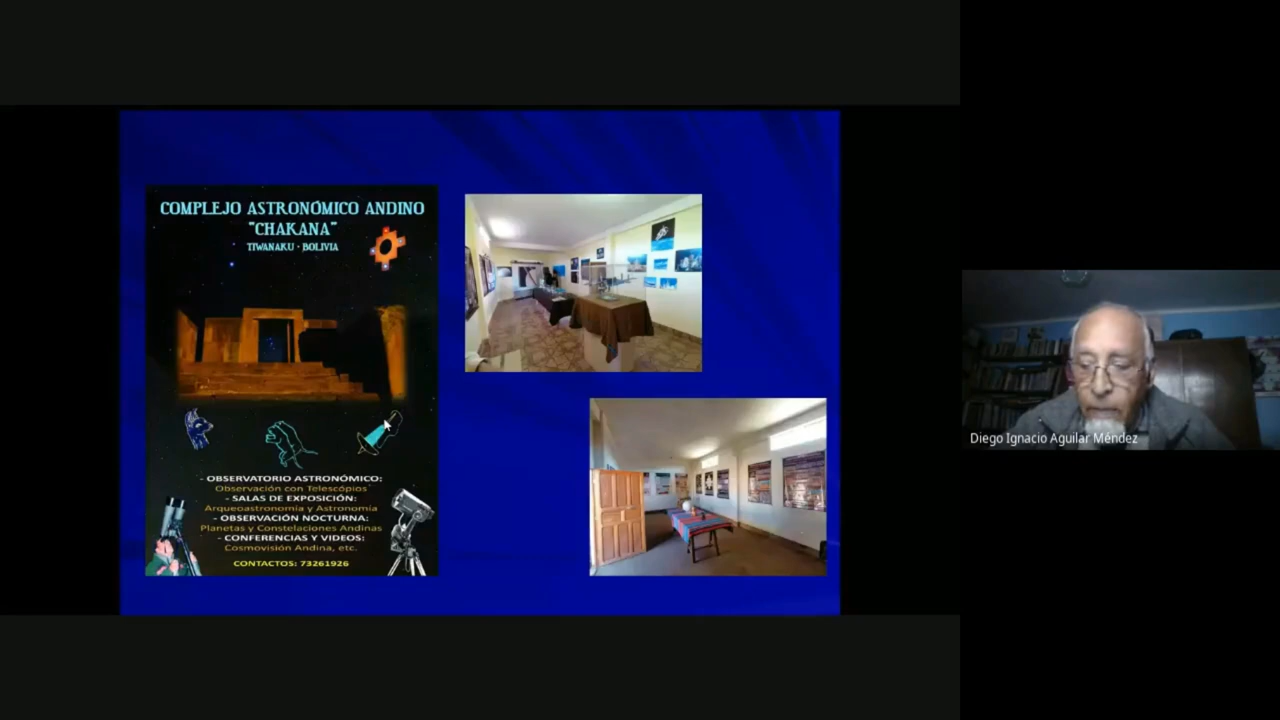 COMPLEJO ASTRONÓMICO ANDINO
"CHAKANA"
TIWANAKU - BOLIVIA
- OBSERVATORIO ASTRONÓMICO:
Observación con Telescópios
- SALAS DE EXPOSICIÓN:
Arqueoastronomía y Astronomía
- OBSERVACIÓN NOCTURNA:
Planetas y Constelaciones Andinas
- CONFERENCIAS Y VIDEOS:
Cosmovisión Andina, etc.
CONTACTOS: 73261926
Diego Ignacio Aguilar Méndez